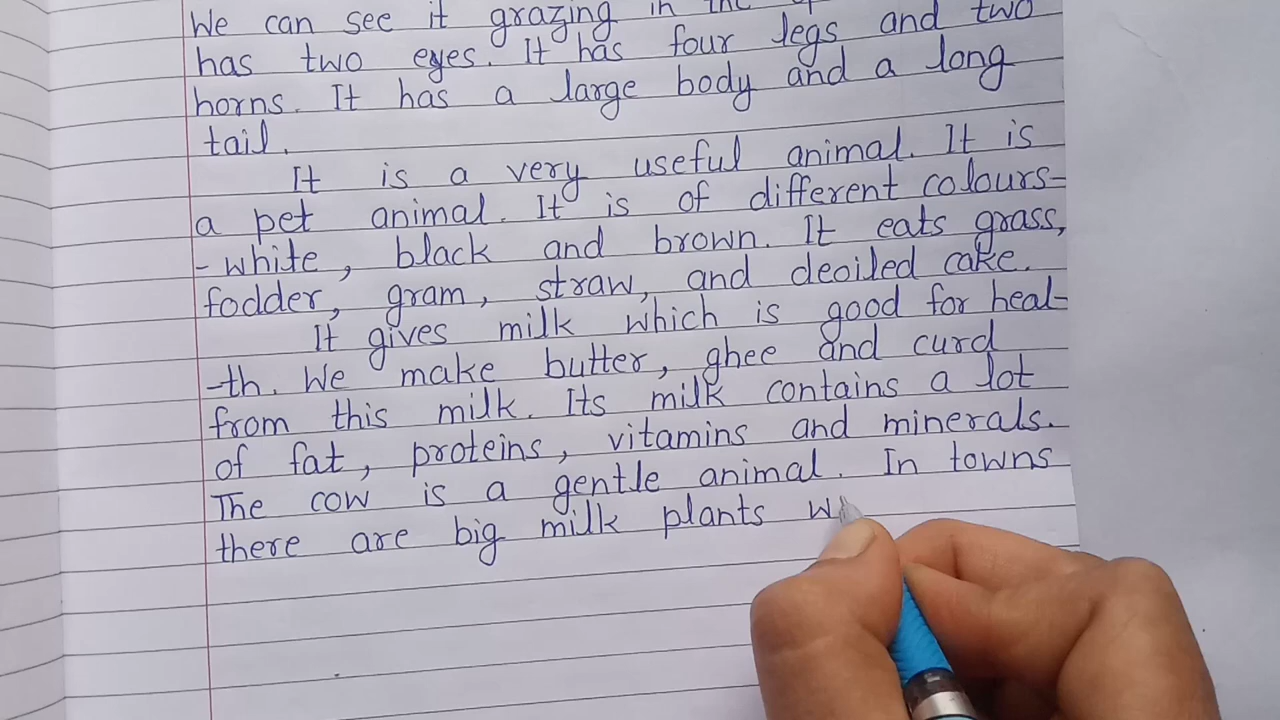 We can see it grazing in the
has two eyes. It has four legs and two
horns. It has a large body and a long
tail.
It is a very useful animal. It is
a pet animal. It is of different colours-
-white, black and brown. It eats grass,
fodder, gram, straw, and deoiled cake.
It gives milk which is good for heal-
-th. We make butter, ghee and curd
from this milk. Its milk contains a lot
of fat, proteins, vitamins and minerals.
The cow is a gentle animal. In towns
there are big milk plants